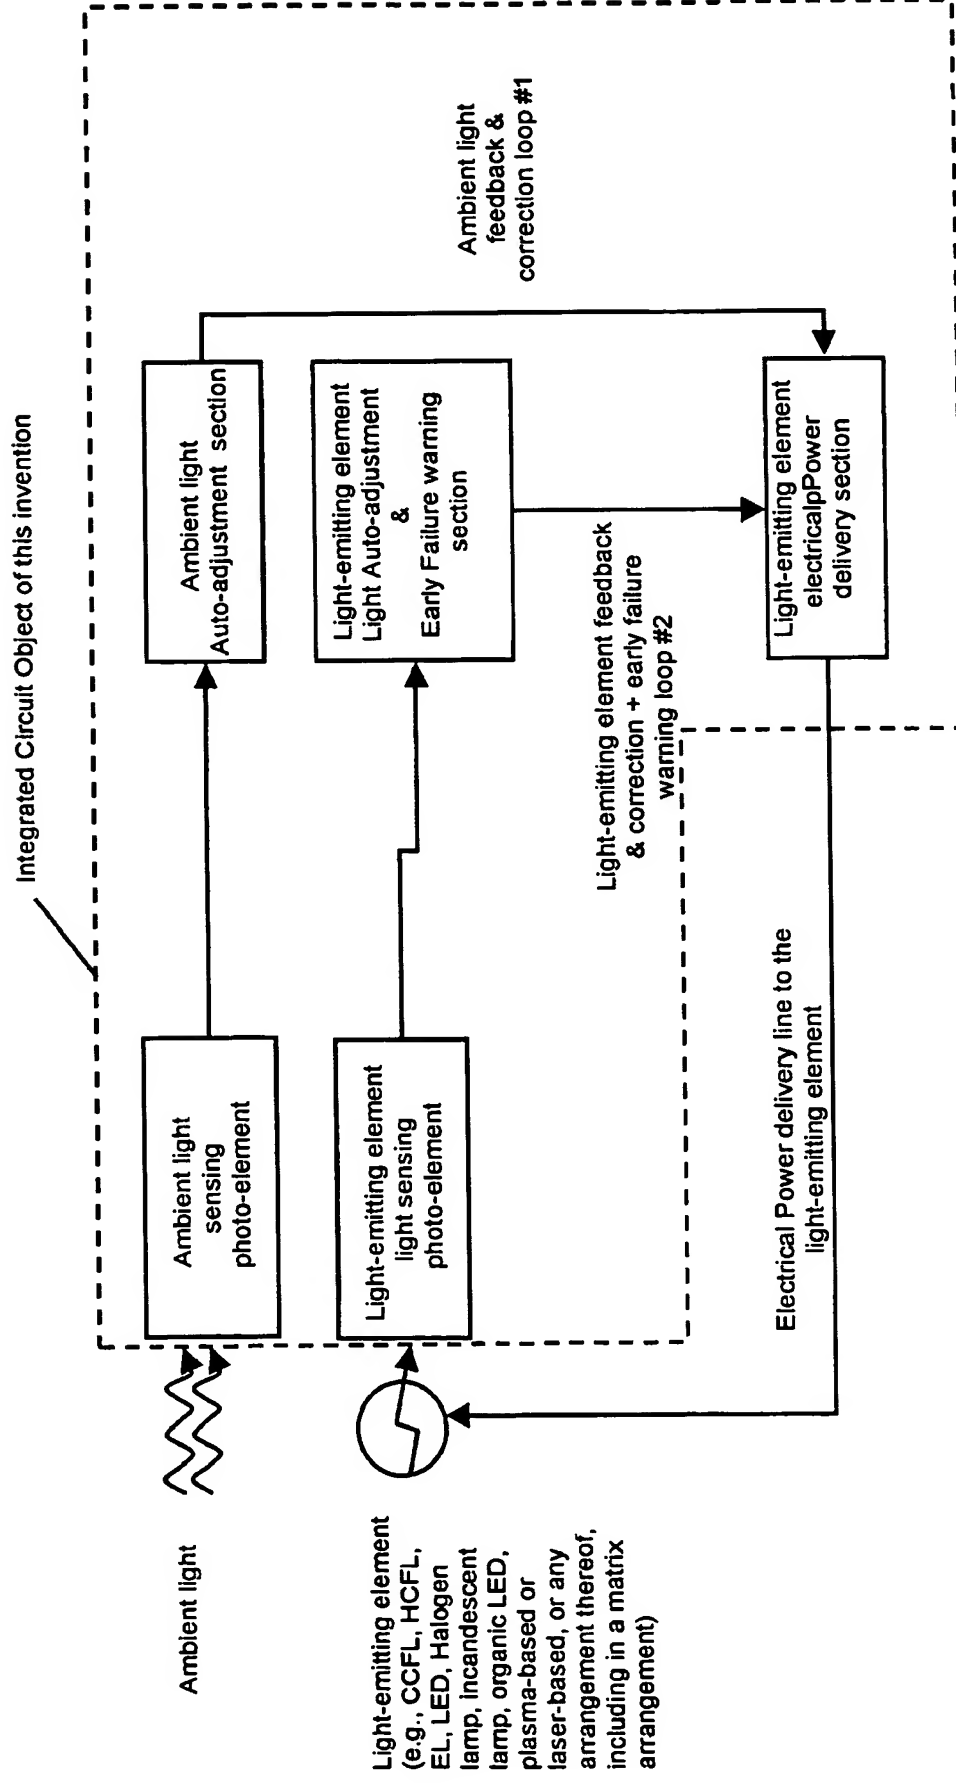 Integrated Circuit Object of this invention
Ambient light
Ambient light
sensing
photo-element
Ambient light
Auto-adjustment section
Ambient light
feedback &
correction loop #1
Light-emitting element
(e.g., CCFL, HCFL,
EL, LED, Halogen
lamp, incandescent
lamp, organic LED,
plasma-based or
laser-based, or any
arrangement thereof,
including in a matrix
arrangement)
Light-emitting element
light sensing
photo-element
Light-emitting element
Light Auto-adjustment
&
Early Failure warning
section
Light-emitting element feedback
& correction + early failure
warning loop #2
Light-emitting element
electricalpPower
delivery section
Electrical Power delivery line to the
light-emitting element